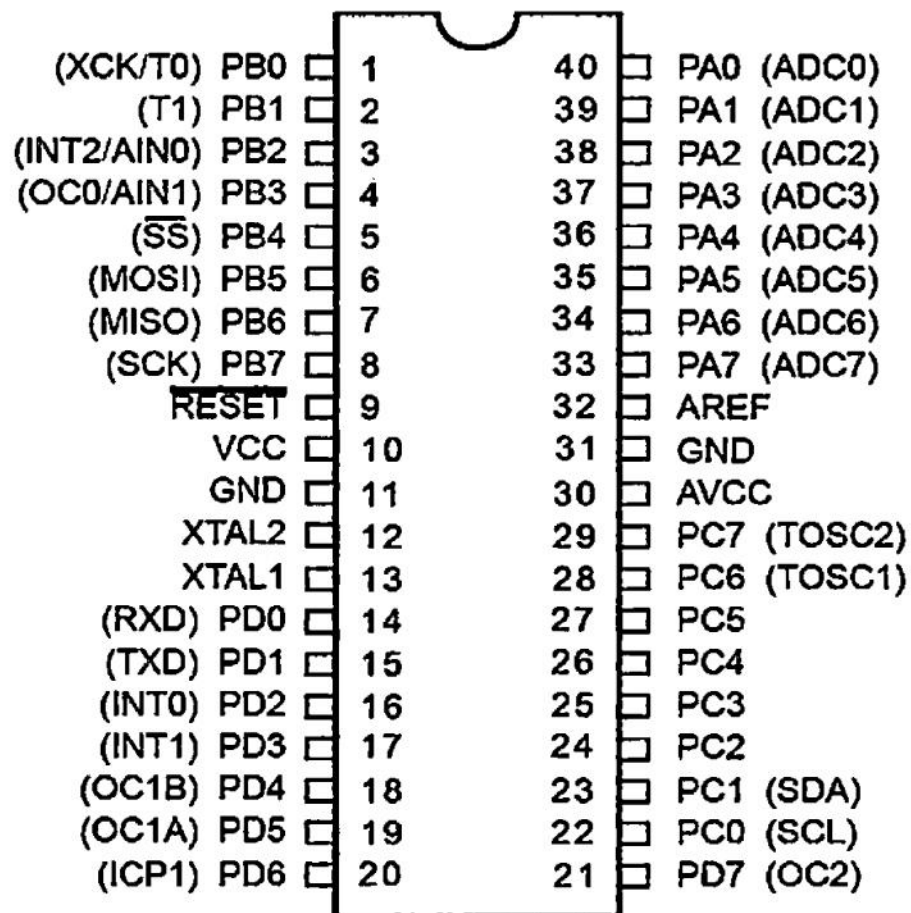 (XCK/T0) PB0 1 40 PA0 (ADC0)
(T1) PB1 2 39 PA1 (ADC1)
(INT2/AIN0) PB2 3 38 PA2 (ADC2)
(OC0/AIN1) PB3 4 37 PA3 (ADC3)
(S̅S̅) PB4 5 36 PA4 (ADC4)
(MOSI) PB5 6 35 PA5 (ADC5)
(MISO) PB6 7 34 PA6 (ADC6)
(SCK) PB7 8 33 PA7 (ADC7)
R̅E̅S̅E̅T̅ 9 32 AREF
VCC 10 31 GND
GND 11 30 AVCC
XTAL2 12 29 PC7 (TOSC2)
XTAL1 13 28 PC6 (TOSC1)
(RXD) PD0 14 27 PC5
(TXD) PD1 15 26 PC4
(INT0) PD2 16 25 PC3
(INT1) PD3 17 24 PC2
(OC1B) PD4 18 23 PC1 (SDA)
(OC1A) PD5 19 22 PC0 (SCL)
(ICP1) PD6 20 21 PD7 (OC2)